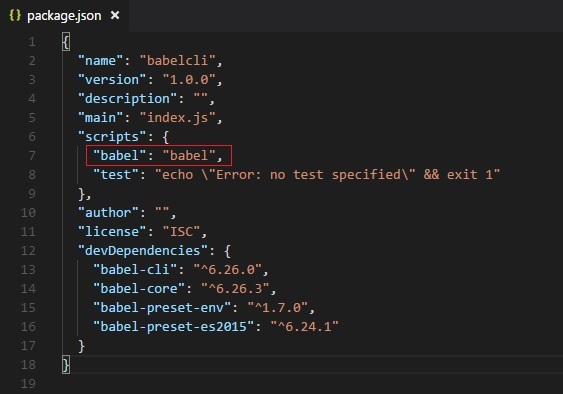 {} package.json ×
1 {
2 "name": "babelcli",
3 "version": "1.0.0",
4 "description": "",
5 "main": "index.js",
6 "scripts": {
7 "babel": "babel",
8 "test": "echo \"Error: no test specified\" && exit 1"
9 },
10 "author": "",
11 "license": "ISC",
12 "devDependencies": {
13 "babel-cli": "^6.26.0",
14 "babel-core": "^6.26.3",
15 "babel-preset-env": "^1.7.0",
16 "babel-preset-es2015": "^6.24.1"
17 }
18 }
19